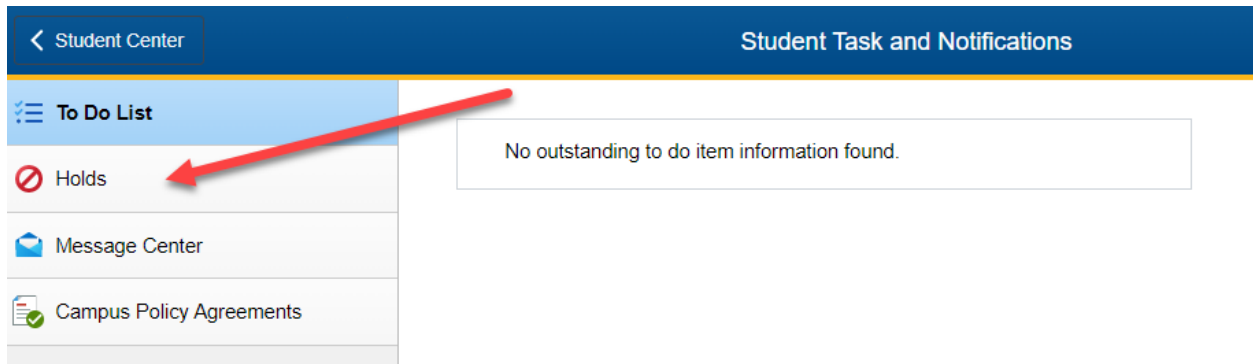 Student Center
Student Task and Notifications
To Do List
No outstanding to do item information found.
Holds
Message Center
Campus Policy Agreements